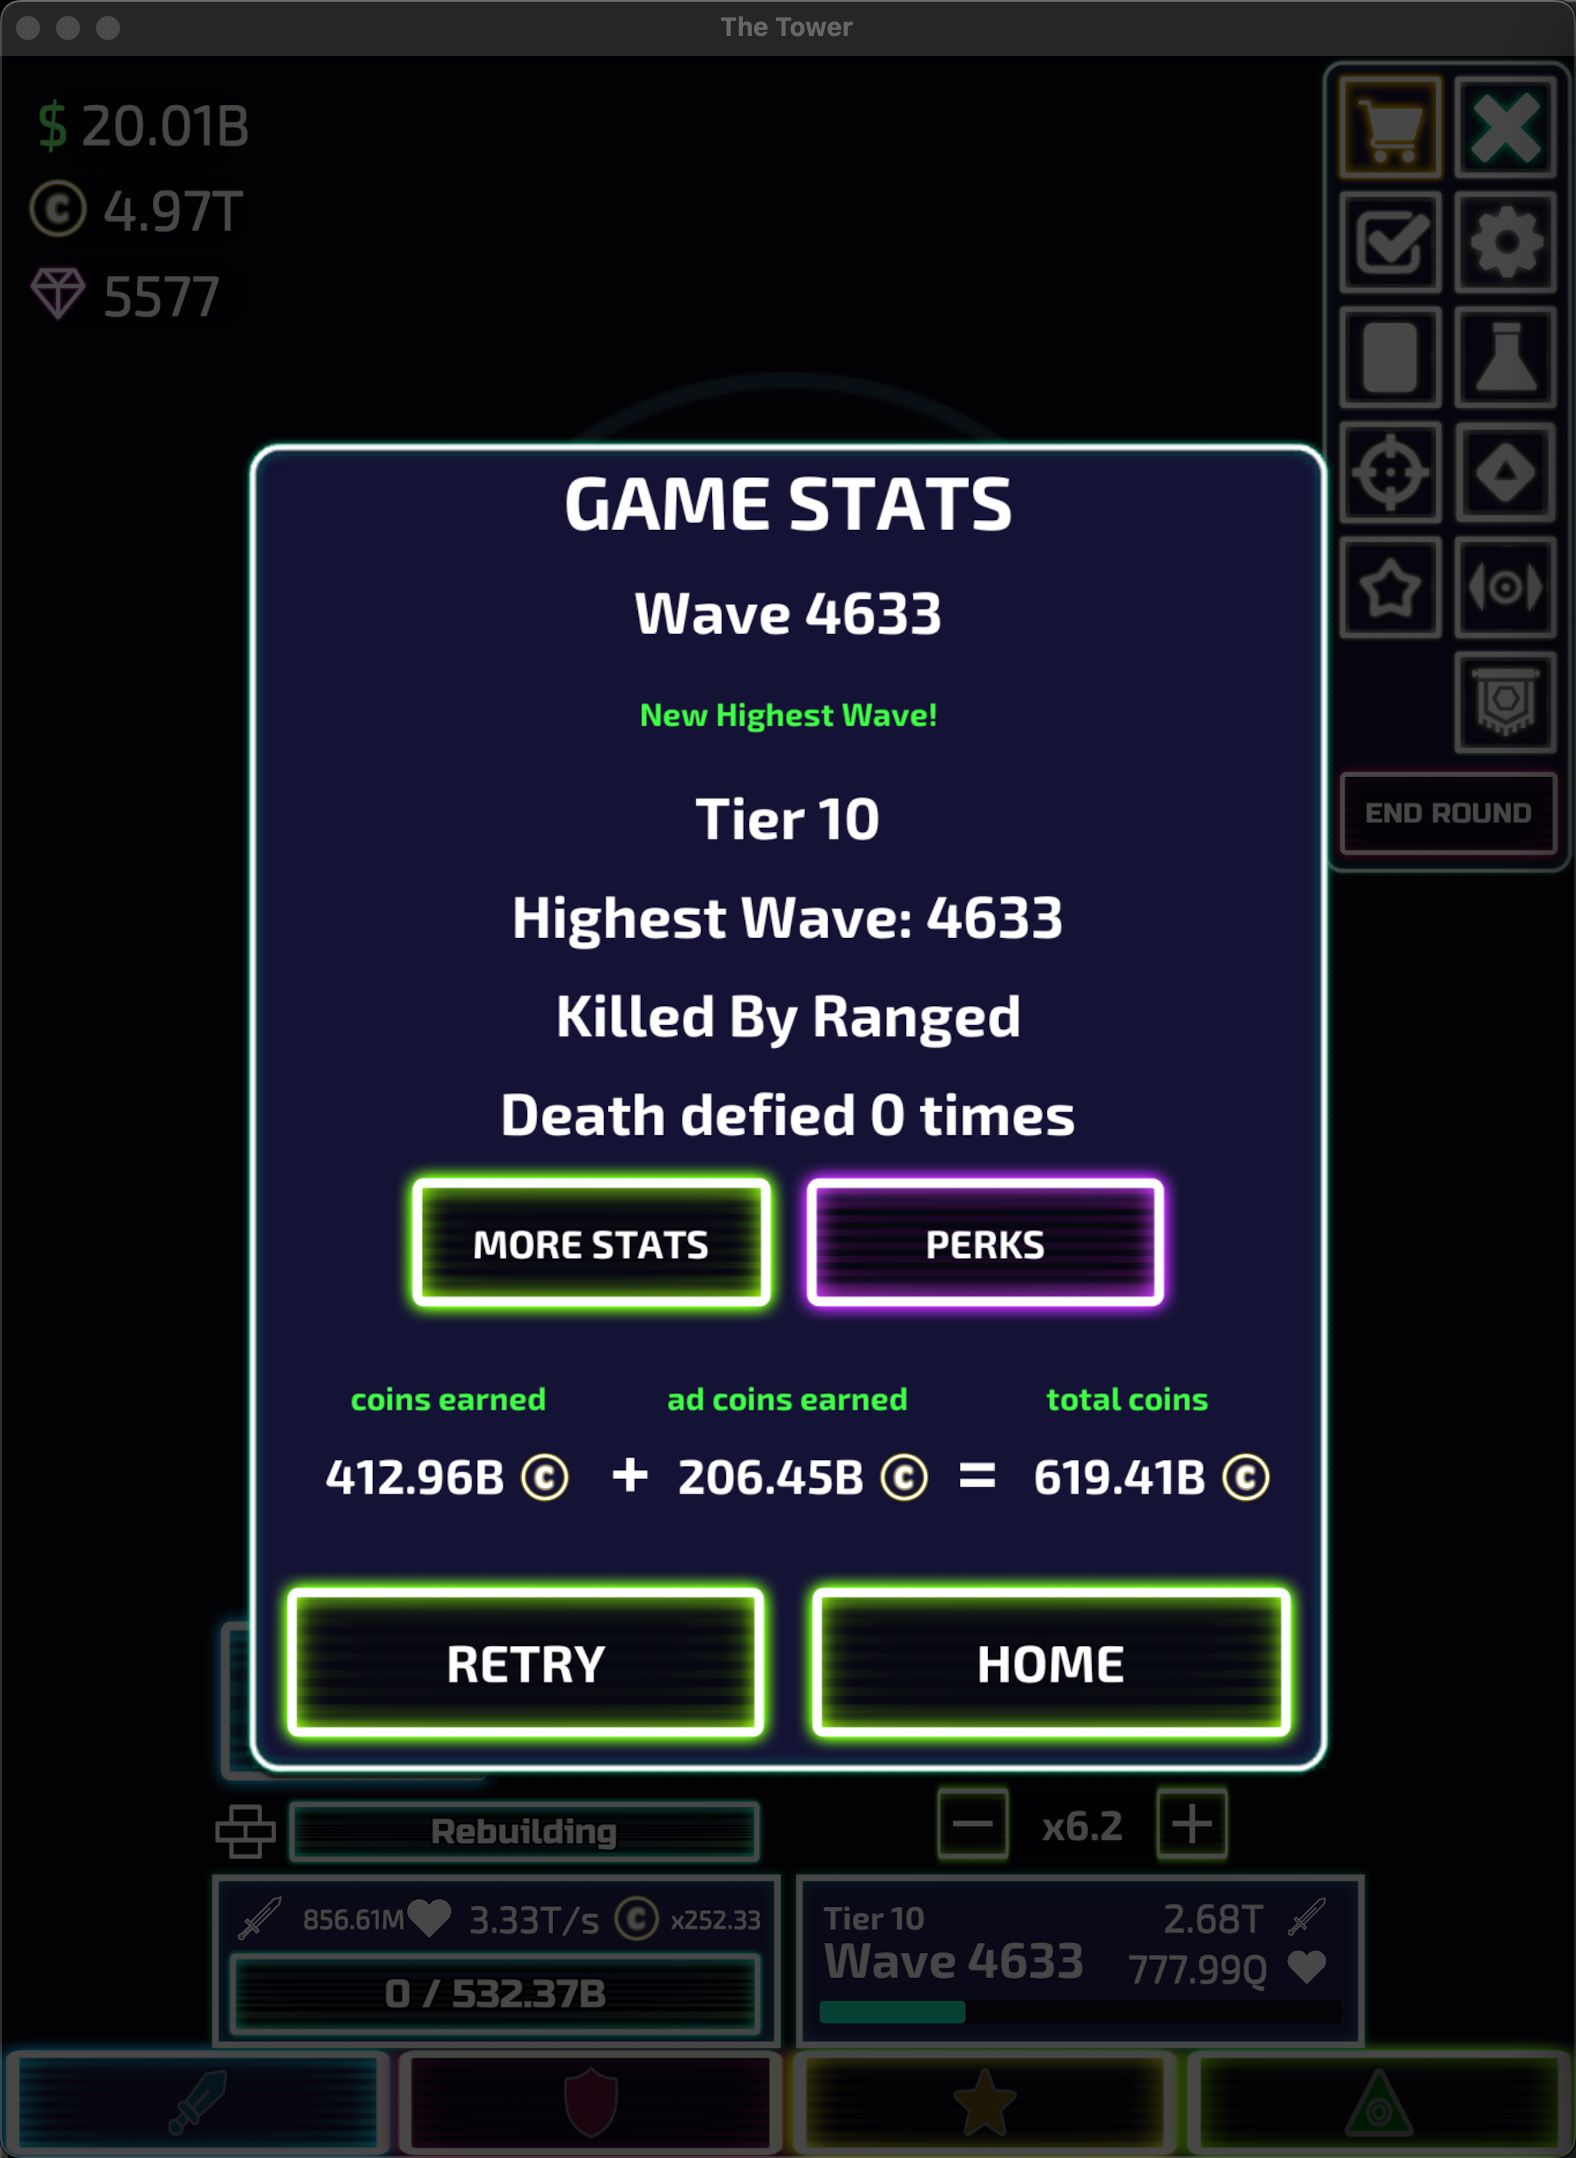 The Tower
$ 20.01B
C 4.97T
5577
END ROUND
GAME STATS
Wave 4633
New Highest Wave!
Tier 10
Highest Wave: 4633
Killed By Ranged
Death defied 0 times
MORE STATS
PERKS
coins earned
ad coins earned
total coins
412.96B C + 206.45B C = 619.41B C
RETRY
HOME
Rebuilding
x6.2
856.61M 3.33T/s C x252.33
0 / 532.37B
Tier 10 2.68T
Wave 4633 777.99Q